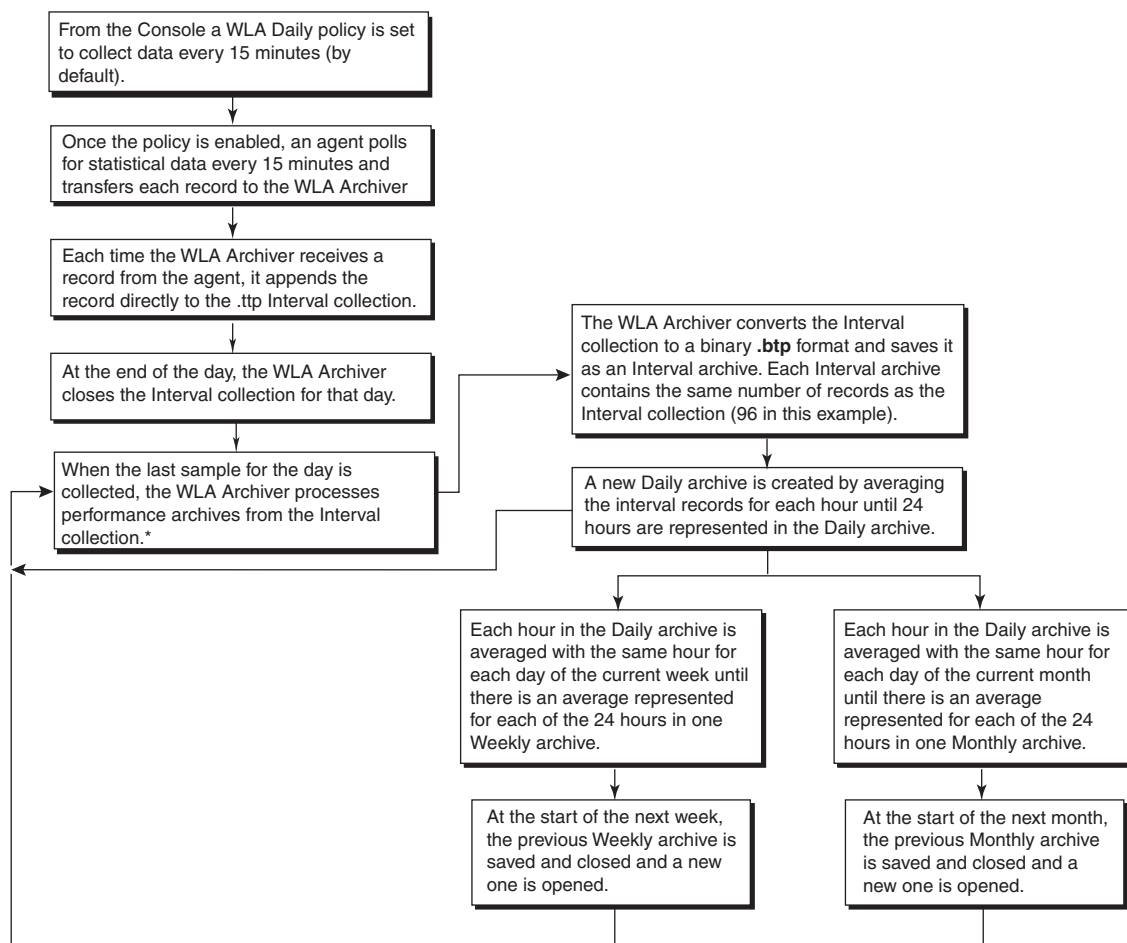 From the Console a WLA Daily policy is set
to collect data every 15 minutes (by
default).
Once the policy is enabled, an agent polls
for statistical data every 15 minutes and
transfers each record to the WLA Archiver
Each time the WLA Archiver receives a
record from the agent, it appends the
record directly to the .ttp Interval collection.
At the end of the day, the WLA Archiver
closes the Interval collection for that day.
When the last sample for the day is
collected, the WLA Archiver processes
performance archives from the Interval
collection.*
The WLA Archiver converts the Interval
collection to a binary .btp format and saves it
as an Interval archive. Each Interval archive
contains the same number of records as the
Interval collection (96 in this example).
A new Daily archive is created by averaging
the interval records for each hour until 24
hours are represented in the Daily archive.
Each hour in the Daily archive is
averaged with the same hour for
each day of the current week until
there is an average represented
for each of the 24 hours in one
Weekly archive.
Each hour in the Daily archive is
averaged with the same hour for
each day of the current month
until there is an average
represented for each of the 24
hours in one Monthly archive.
At the start of the next week,
the previous Weekly archive is
saved and closed and a new
one is opened.
At the start of the next month,
the previous Monthly archive
is saved and closed and a
new one is opened.